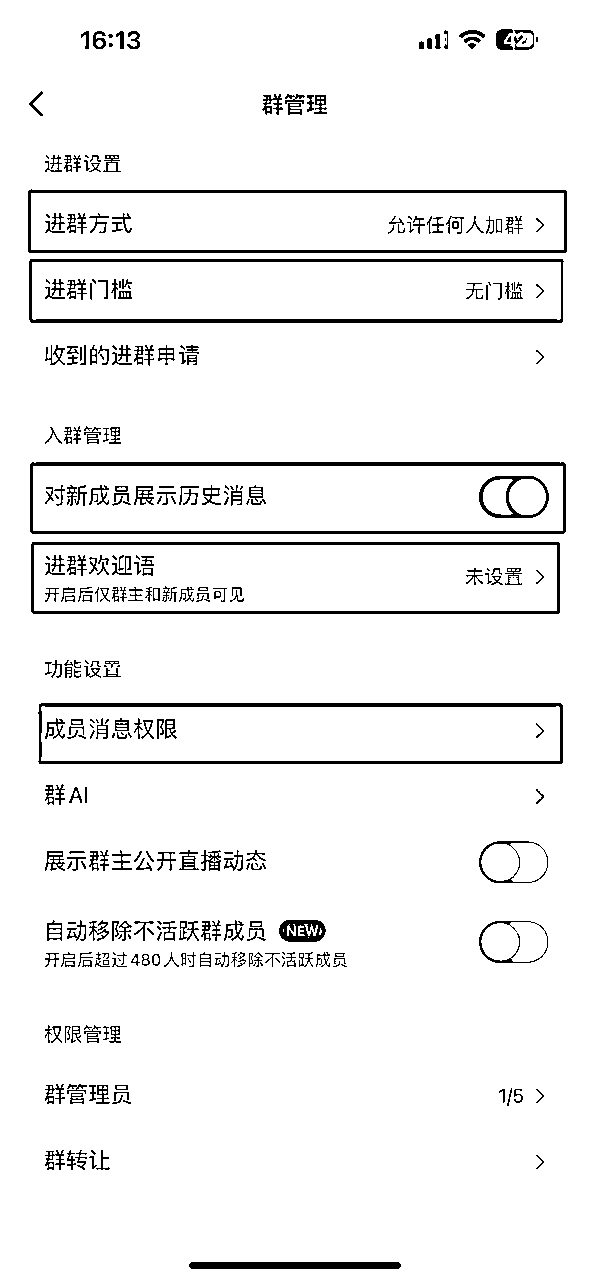 16:13
42
群管理
进群设置
进群方式 允许任何人加群
进群门槛 无门槛
收到的进群申请
入群管理
对新成员展示历史消息
进群欢迎语
开启后仅群主和新成员可见
未设置
功能设置
成员消息权限
群AI
展示群主公开直播动态
自动移除不活跃群成员 NEW
开启后超过480人时自动移除不活跃成员
权限管理
群管理员 1/5
群转让